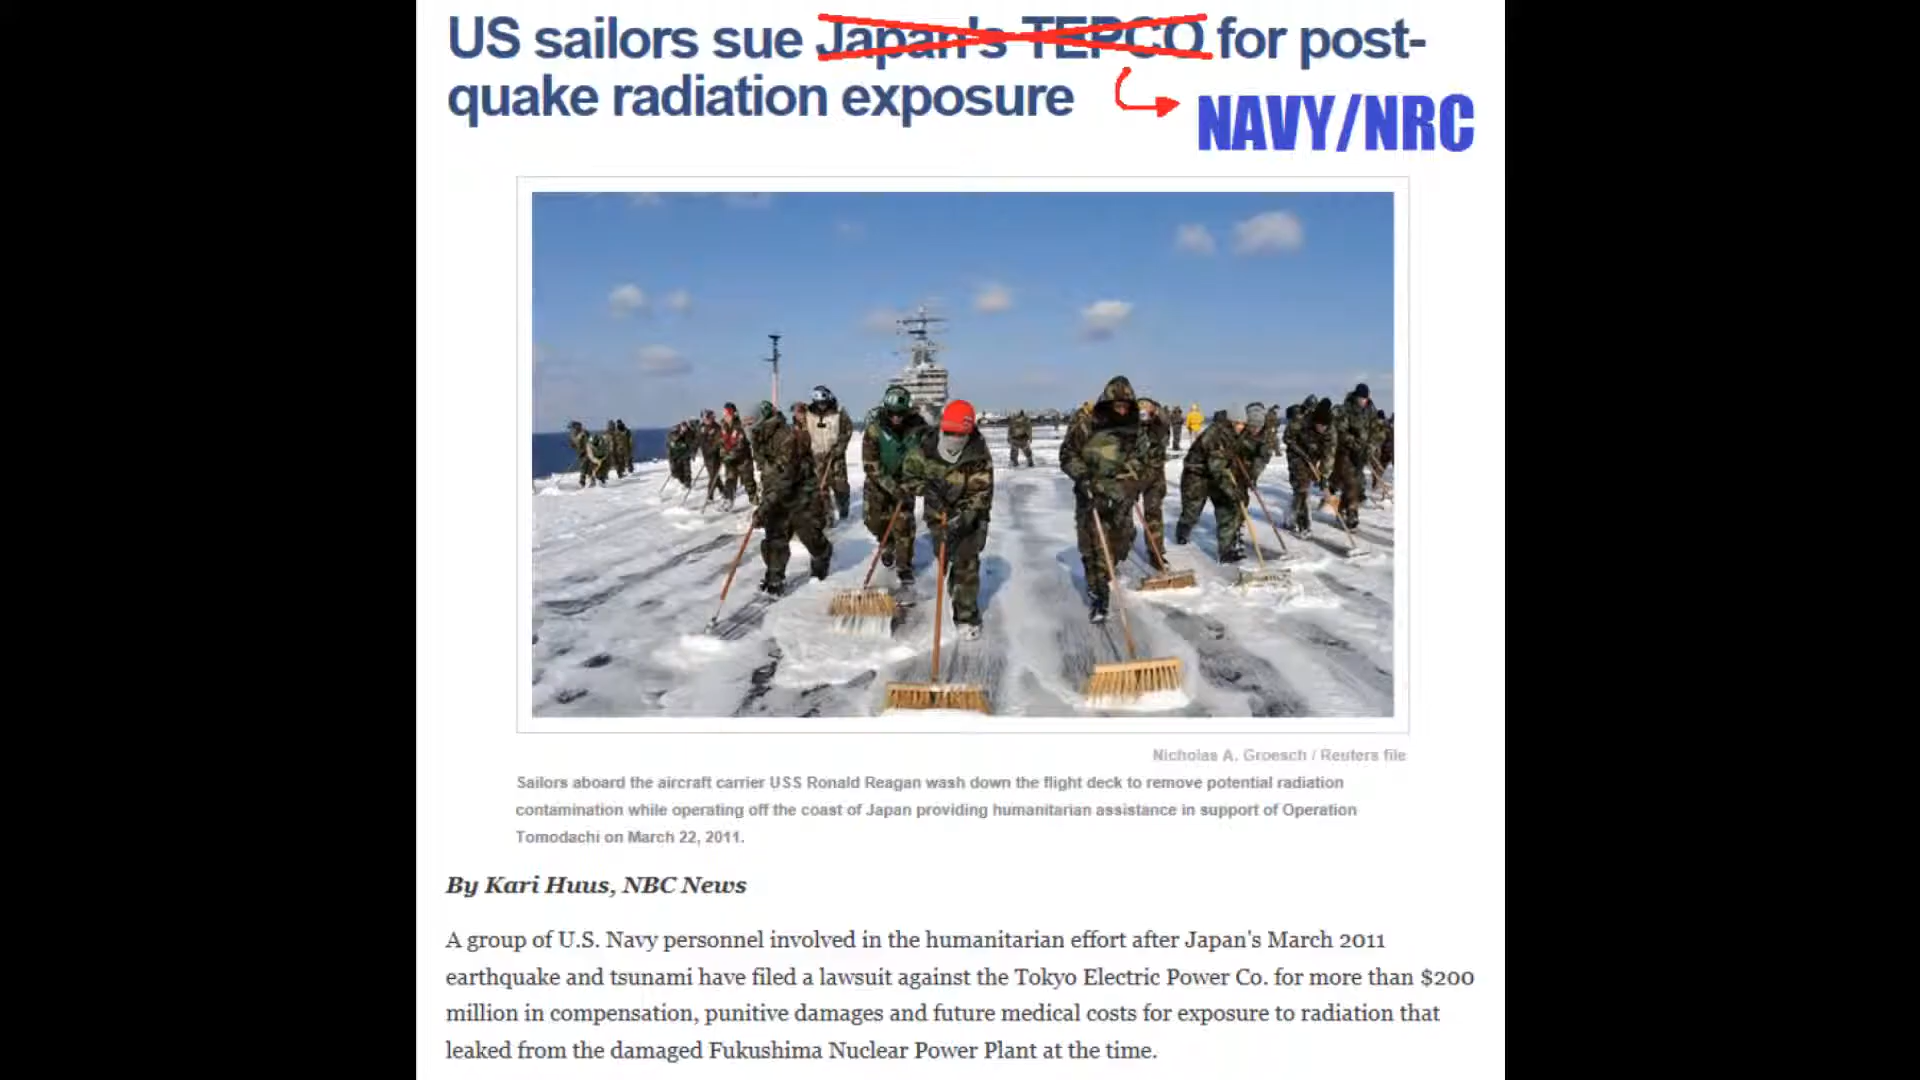 US sailors sue Japan's TEPCO for post-
quake radiation exposure
NAVY/NRC
Nicholas A. Groesch / Reuters file
Sailors aboard the aircraft carrier USS Ronald Reagan wash down the flight deck to remove potential radiation
contamination while operating off the coast of Japan providing humanitarian assistance in support of Operation
Tomodachi on March 22, 2011.
By Kari Huus, NBC News
A group of U.S. Navy personnel involved in the humanitarian effort after Japan's March 2011
earthquake and tsunami have filed a lawsuit against the Tokyo Electric Power Co. for more than $200
million in compensation, punitive damages and future medical costs for exposure to radiation that
leaked from the damaged Fukushima Nuclear Power Plant at the time.